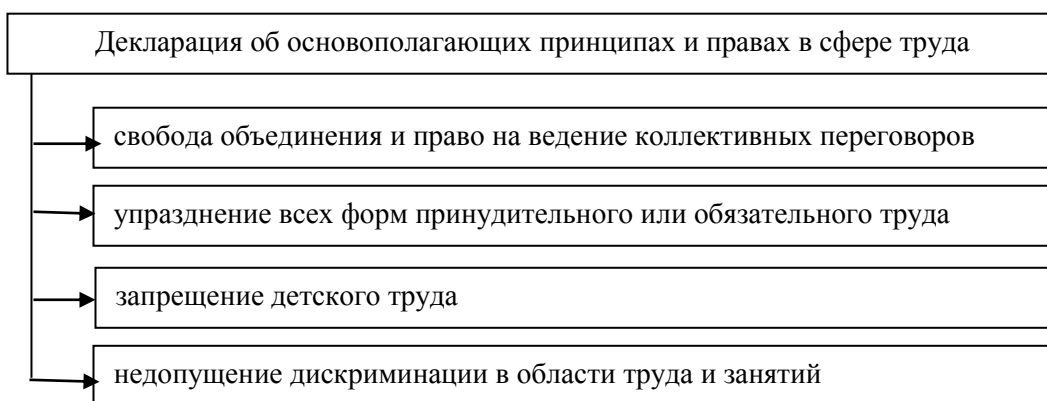 Декларация об основополагающих принципах и правах в сфере труда
свобода объединения и право на ведение коллективных переговоров
упразднение всех форм принудительного или обязательного труда
запрещение детского труда
недопущение дискриминации в области труда и занятий